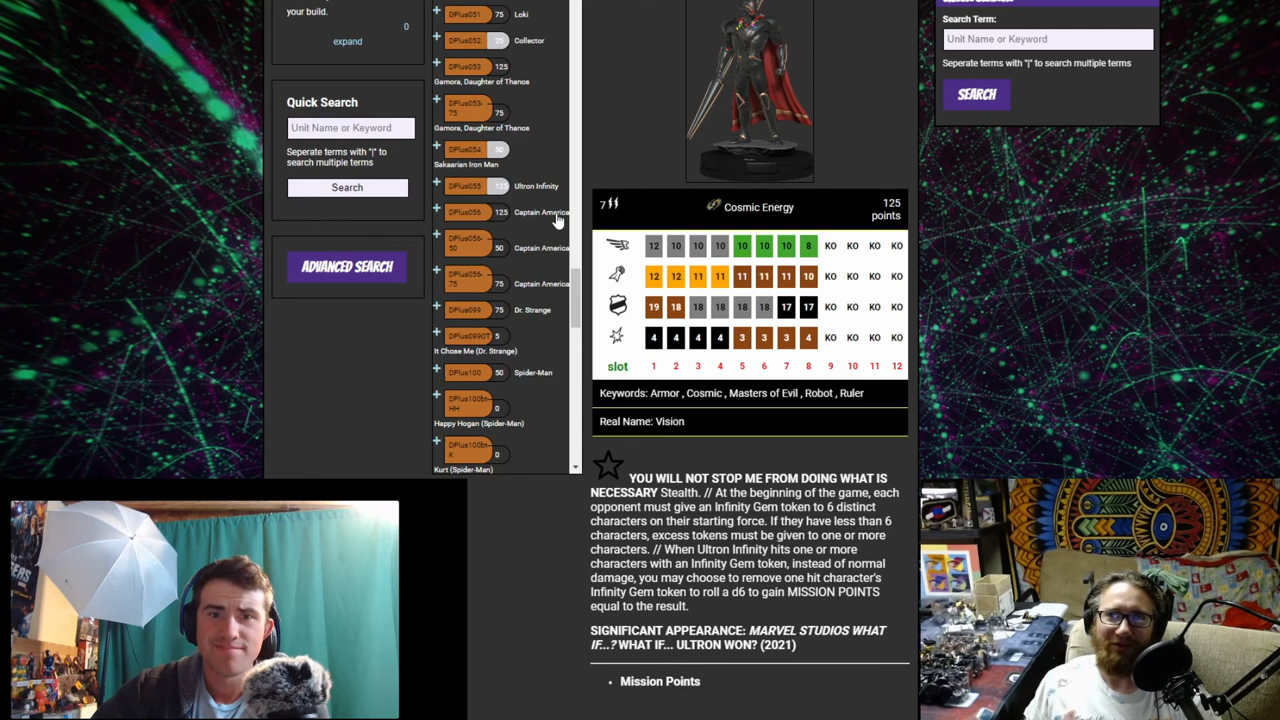 your build.
0
expand
Quick Search
Unit Name or Keyword
Seperate terms with "|" to
search multiple terms
Search
ADVANCED SEARCH
DPlus051 75 Loki
DPlus052 75 Collector
DPlus053 125
Gamora, Daughter of Thanos
DPlus053-
75 75
Gamora, Daughter of Thanos
DPlus054 50
Sakaarian Iron Man
DPlus055 125 Ultron Infinity
DPlus056 125 Captain America
DPlus056-
50 50 Captain America
DPlus056-
75 75 Captain America
DPlus099 75 Dr. Strange
DPlus099OT 5
It Chose Me (Dr. Strange)
DPlus100 50 Spider-Man
DPlus100bt
HH 0
Happy Hogan (Spider-Man)
DPlus100bt
K 0
Kurt (Spider-Man)
7 Cosmic Energy 125
points
12 10 10 10 10 10 10 8 KO KO KO KO
12 12 11 11 11 11 11 10 KO KO KO KO
19 18 18 18 18 18 17 17 KO KO KO KO
4 4 4 4 3 3 3 4 KO KO KO KO
slot 1 2 3 4 5 6 7 8 9 10 11 12
Keywords: Armor , Cosmic , Masters of Evil , Robot , Ruler
Real Name: Vision
YOU WILL NOT STOP ME FROM DOING WHAT IS
NECESSARY Stealth. // At the beginning of the game, each
opponent must give an Infinity Gem token to 6 distinct
characters on their starting force. If they have less than 6
characters, excess tokens must be given to one or more
characters. // When Ultron Infinity hits one or more
characters with an Infinity Gem token, instead of normal
damage, you may choose to remove one hit character's
Infinity Gem token to roll a d6 to gain MISSION POINTS
equal to the result.
SIGNIFICANT APPEARANCE: MARVEL STUDIOS WHAT
IF...? WHAT IF... ULTRON WON? (2021)
Mission Points
Search Term:
Unit Name or Keyword
Seperate terms with "|" to search multiple terms
SEARCH